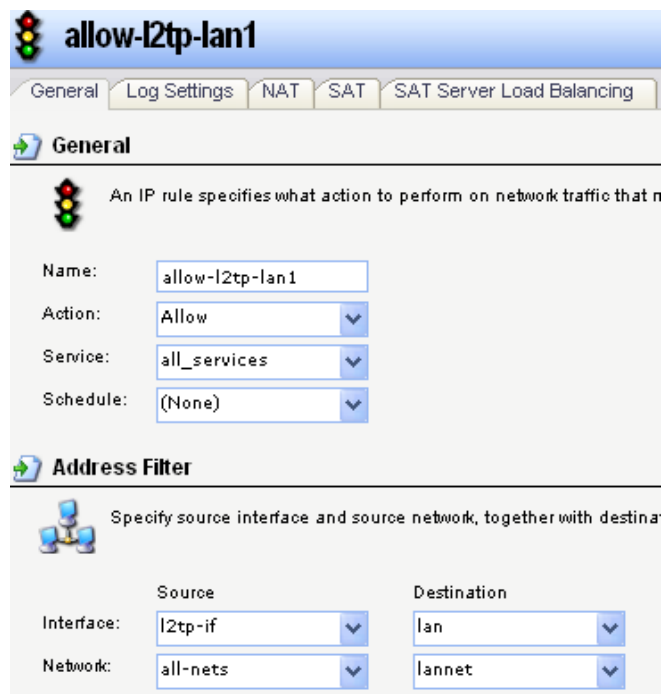 allow-l2tp-lan1
General Log Settings NAT SAT SAT Server Load Balancing
General
An IP rule specifies what action to perform on network traffic that
Name: allow-l2tp-lan1
Action: Allow
Service: all_services
Schedule: (None)
Address Filter
Specify source interface and source network, together with
Source Destination
Interface: l2tp-if lan
Network: all-nets lannet